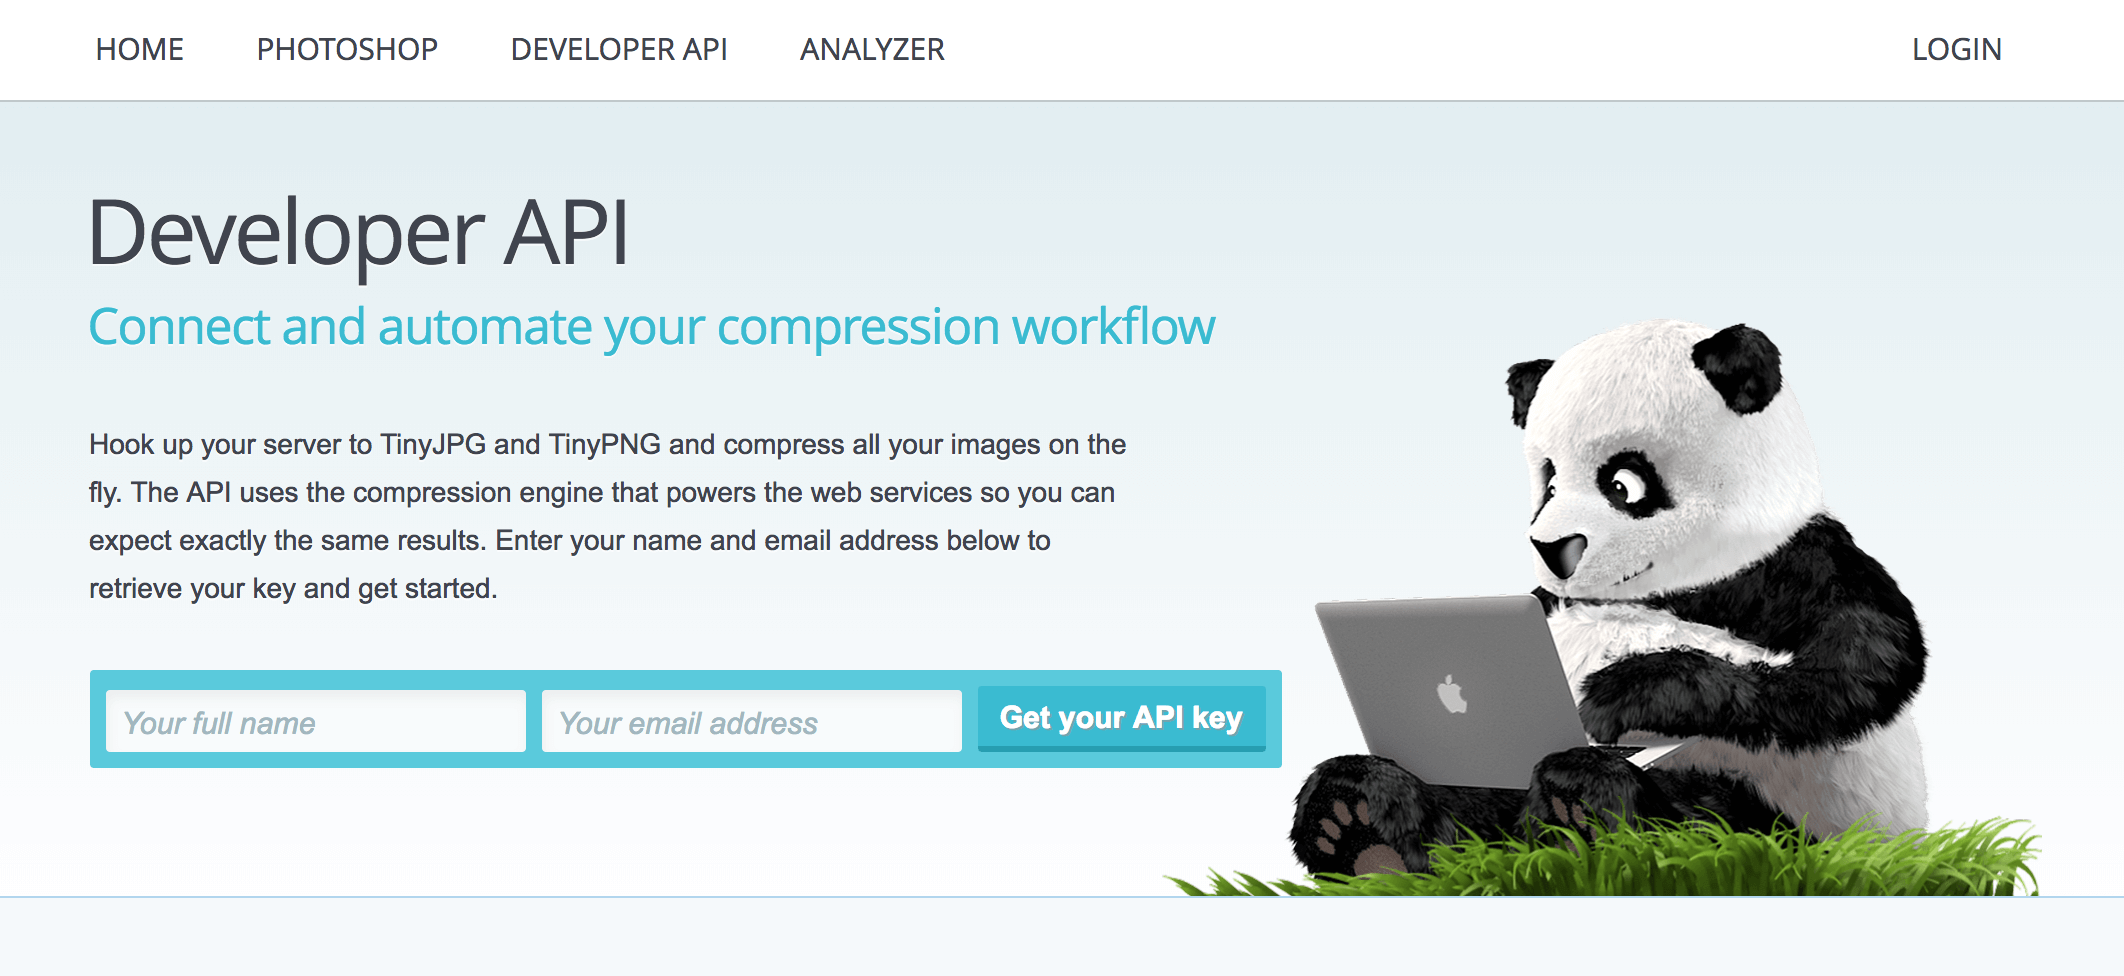 HOME PHOTOSHOP DEVELOPER API ANALYZER LOGIN
Developer API
Connect and automate your compression workflow
Hook up your server to TinyJPG and TinyPNG and compress all your images on the
fly. The API uses the compression engine that powers the web services so you can
expect exactly the same results. Enter your name and email address below to
retrieve your key and get started.
Your full name Your email address Get your API key